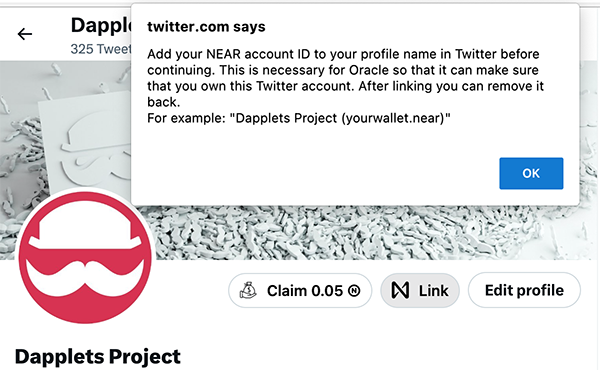 Dapple
325 Tweet
twitter.com says
Add your NEAR account ID to your profile name in Twitter before
continuing. This is necessary for Oracle so that it can make sure
that you own this Twitter account. After linking you can remove it
back.
For example: "Dapplets Project (yourwallet.near)"
OK
Claim 0.05
Link
Edit profile
Dapplets Project